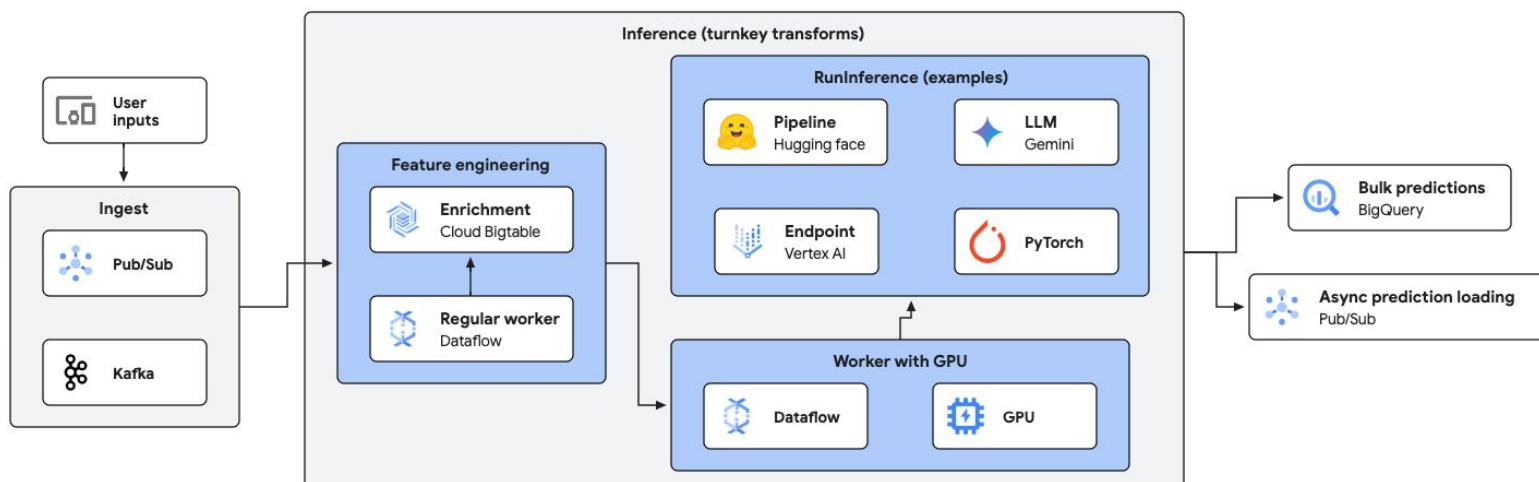 Inference (turnkey transforms)
User
inputs
Ingest
Pub/Sub
Kafka
Feature engineering
Enrichment
Cloud Bigtable
Regular worker
Dataflow
RunInference (examples)
Pipeline
Hugging face
LLM
Gemini
Endpoint
Vertex AI
PyTorch
Worker with GPU
Dataflow
GPU
Bulk predictions
BigQuery
Async prediction loading
Pub/Sub